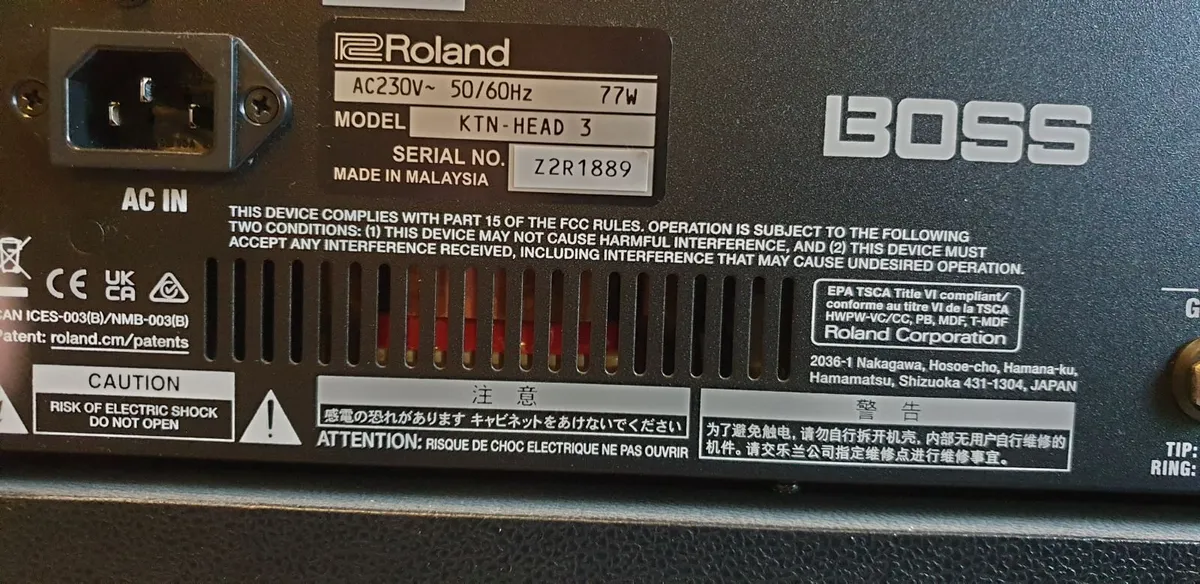 Roland
AC230V~ 50/60Hz 77W
MODEL KTN-HEAD 3
SERIAL NO. Z2R1889
MADE IN MALAYSIA
BOSS
AC IN
THIS DEVICE COMPLIES WITH PART 15 OF THE FCC RULES. OPERATION IS SUBJECT TO THE FOLLOWING
TWO CONDITIONS: (1) THIS DEVICE MAY NOT CAUSE HARMFUL INTERFERENCE, AND (2) THIS DEVICE MUST
ACCEPT ANY INTERFERENCE RECEIVED, INCLUDING INTERFERENCE THAT MAY CAUSE UNDESIRED OPERATION.
CE UK CA
CAN ICES-003(B)/NMB-003(B)
Patent: roland.cm/patents
EPA TSCA Title VI compliant/
conforme au titre VI de la TSCA
HWPW-VC/CC, PB, MDF, T-MDF
Roland Corporation
2036-1 Nakagawa, Hosoe-cho, Hamana-ku,
Hamamatsu, Shizuoka 431-1304, JAPAN
CAUTION
RISK OF ELECTRIC SHOCK
DO NOT OPEN
注 意
感電の恐れがあります キャビネットをあけないでください
ATTENTION: RISQUE DE CHOC ELECTRIQUE NE PAS OUVRIR
警 告
为了避免触电，请勿自行拆开机壳，内部无用户自行维修的
机件。请交乐兰公司指定维修点进行维修事宜。
TIP:
RING: